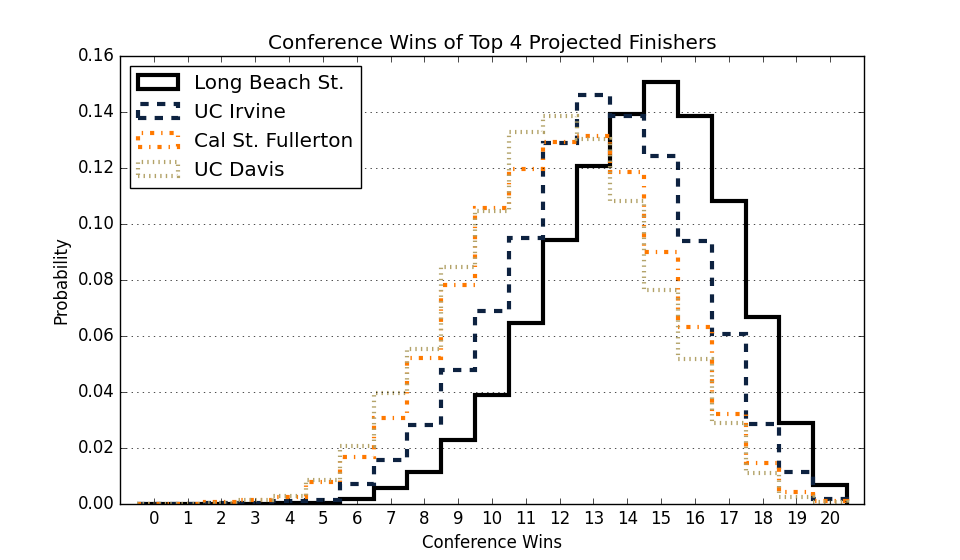 Conference Wins of Top 4 Projected Finishers
Long Beach St.
UC Irvine
Cal St. Fullerton
UC Davis
0.16
0.14
0.12
0.10
0.08
0.06
0.04
0.02
0.00
Probability
0 1 2 3 4 5 6 7 8 9 10 11 12 13 14 15 16 17 18 19 20
Conference Wins